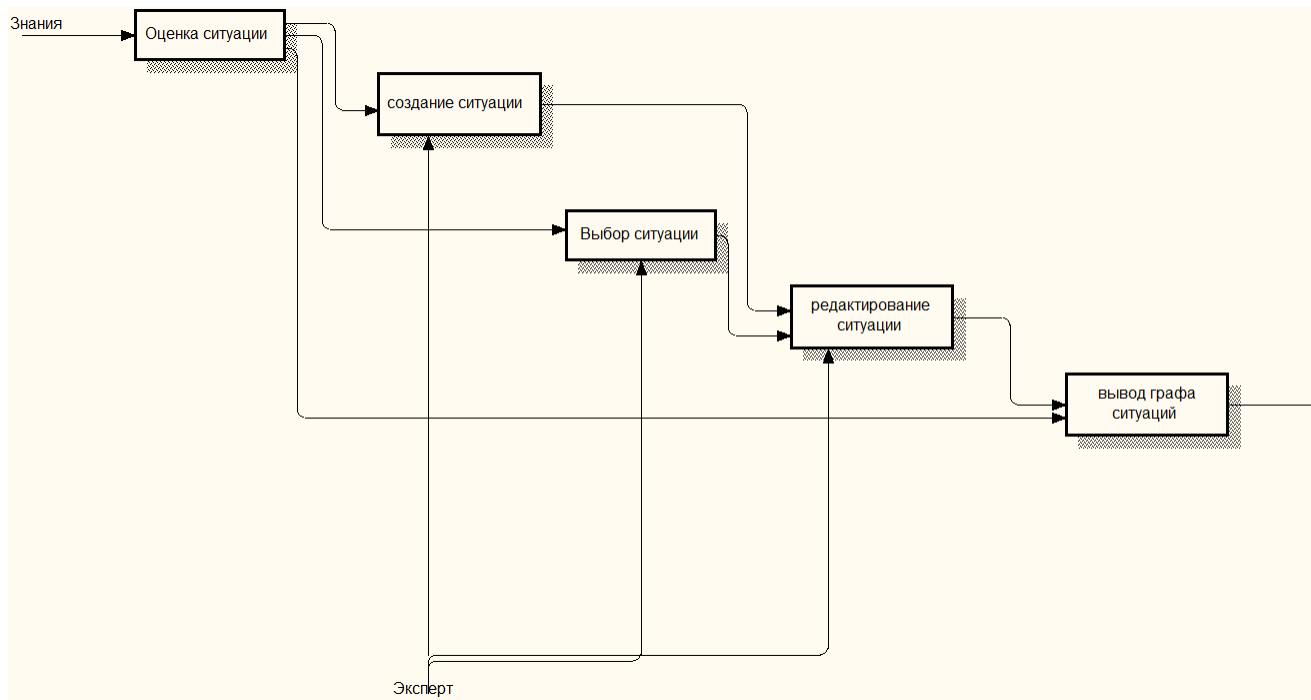 Знания
Оценка ситуации
создание ситуации
Выбор ситуации
редактирование
ситуации
вывод графа
ситуаций
Эксперт